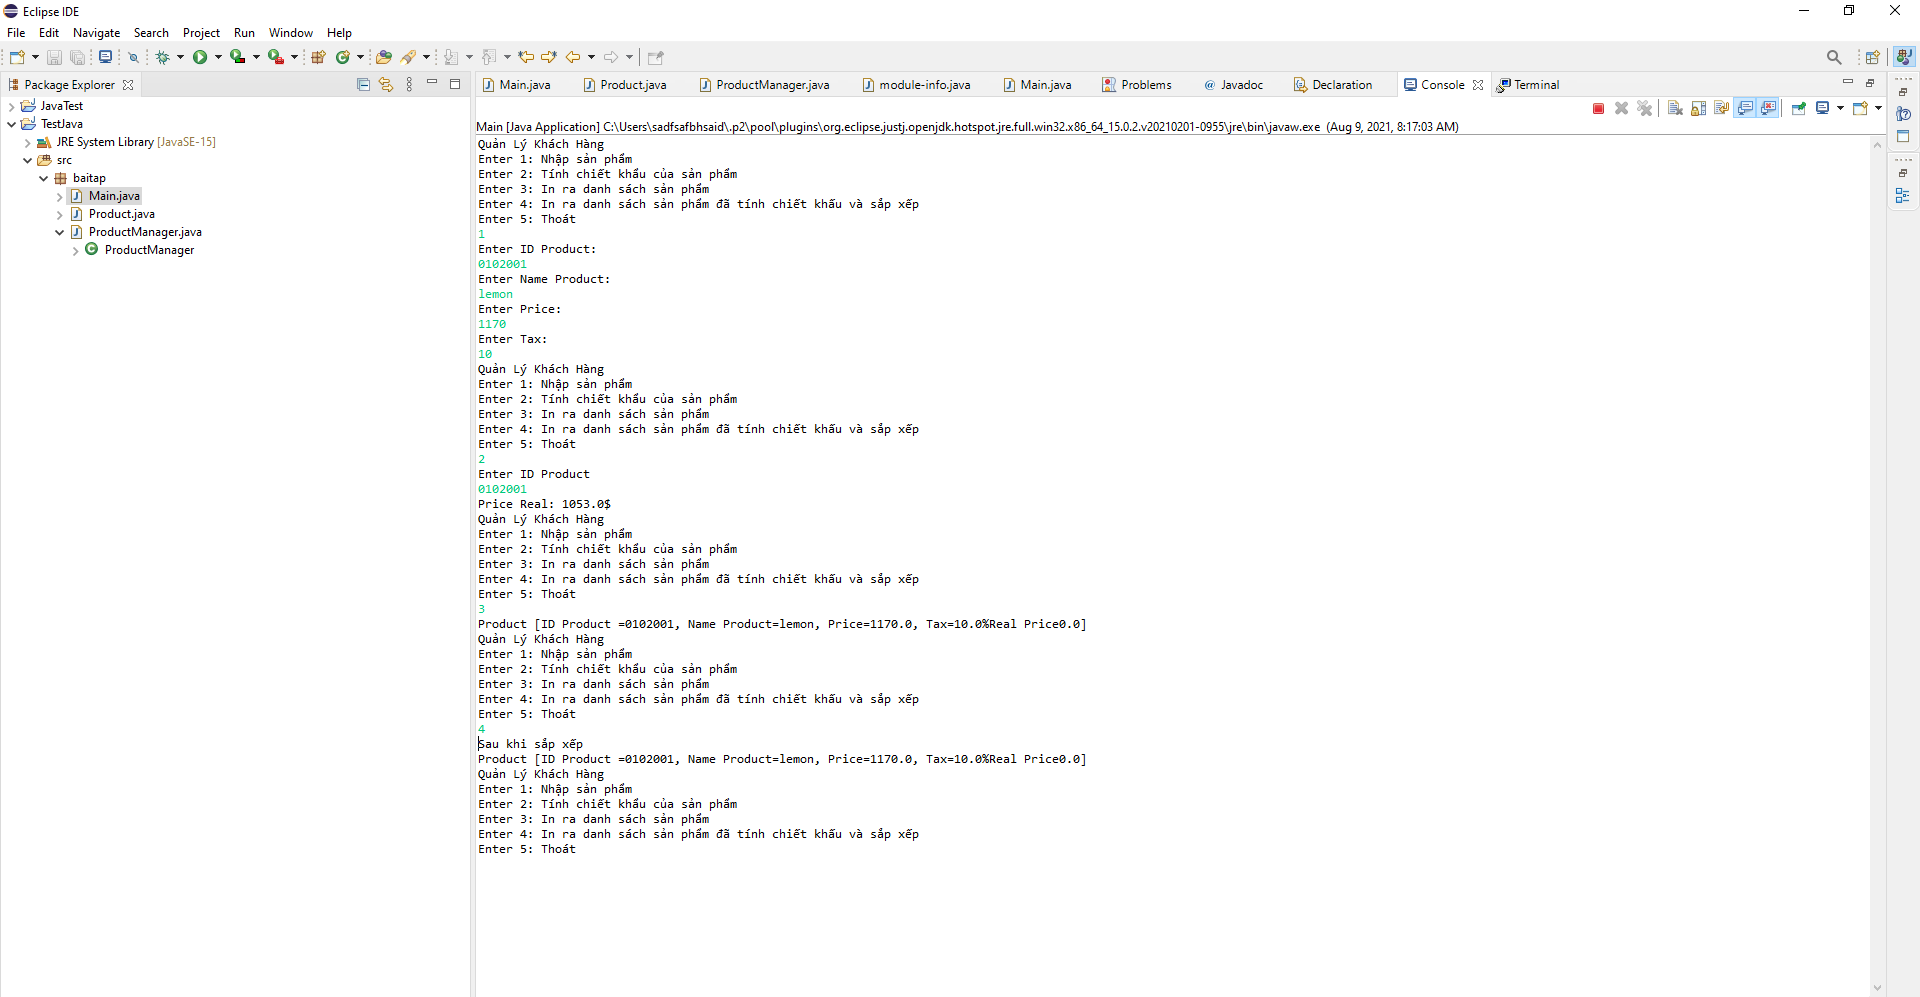 Eclipse IDE
File Edit Navigate Search Project Run Window Help
Package Explorer
JavaTest
TestJava
JRE System Library [JavaSE-15]
src
baitap
Main.java
Product.java
ProductManager.java
ProductManager
Main.java Product.java ProductManager.java module-info.java Main.java Problems @ Javadoc Declaration Console Terminal
Main [Java Application] C:\Users\sadfsafbhsaid\.p2\pool\plugins\org.eclipse.justj.openjdk.hotspot.jre.full.win32.x86_64_15.0.2.v20210201-0955\jre\bin\javaw.exe (Aug 9, 2021, 8:17:03 AM)
Quản Lý Khách Hàng
Enter 1: Nhập sản phẩm
Enter 2: Tính chiết khẩu của sản phẩm
Enter 3: In ra danh sách sản phẩm
Enter 4: In ra danh sách sản phẩm đã tính chiết khấu và sắp xếp
Enter 5: Thoát
1
Enter ID Product:
0102001
Enter Name Product:
lemon
Enter Price:
1170
Enter Tax:
10
Quản Lý Khách Hàng
Enter 1: Nhập sản phẩm
Enter 2: Tính chiết khẩu của sản phẩm
Enter 3: In ra danh sách sản phẩm
Enter 4: In ra danh sách sản phẩm đã tính chiết khấu và sắp xếp
Enter 5: Thoát
2
Enter ID Product
0102001
Price Real: 1053.0$
Quản Lý Khách Hàng
Enter 1: Nhập sản phẩm
Enter 2: Tính chiết khẩu của sản phẩm
Enter 3: In ra danh sách sản phẩm
Enter 4: In ra danh sách sản phẩm đã tính chiết khấu và sắp xếp
Enter 5: Thoát
3
Product [ID Product =0102001, Name Product=lemon, Price=1170.0, Tax=10.0%Real Price0.0]
Quản Lý Khách Hàng
Enter 1: Nhập sản phẩm
Enter 2: Tính chiết khẩu của sản phẩm
Enter 3: In ra danh sách sản phẩm
Enter 4: In ra danh sách sản phẩm đã tính chiết khấu và sắp xếp
Enter 5: Thoát
4
Sau khi sắp xếp
Product [ID Product =0102001, Name Product=lemon, Price=1170.0, Tax=10.0%Real Price0.0]
Quản Lý Khách Hàng
Enter 1: Nhập sản phẩm
Enter 2: Tính chiết khẩu của sản phẩm
Enter 3: In ra danh sách sản phẩm
Enter 4: In ra danh sách sản phẩm đã tính chiết khấu và sắp xếp
Enter 5: Thoát